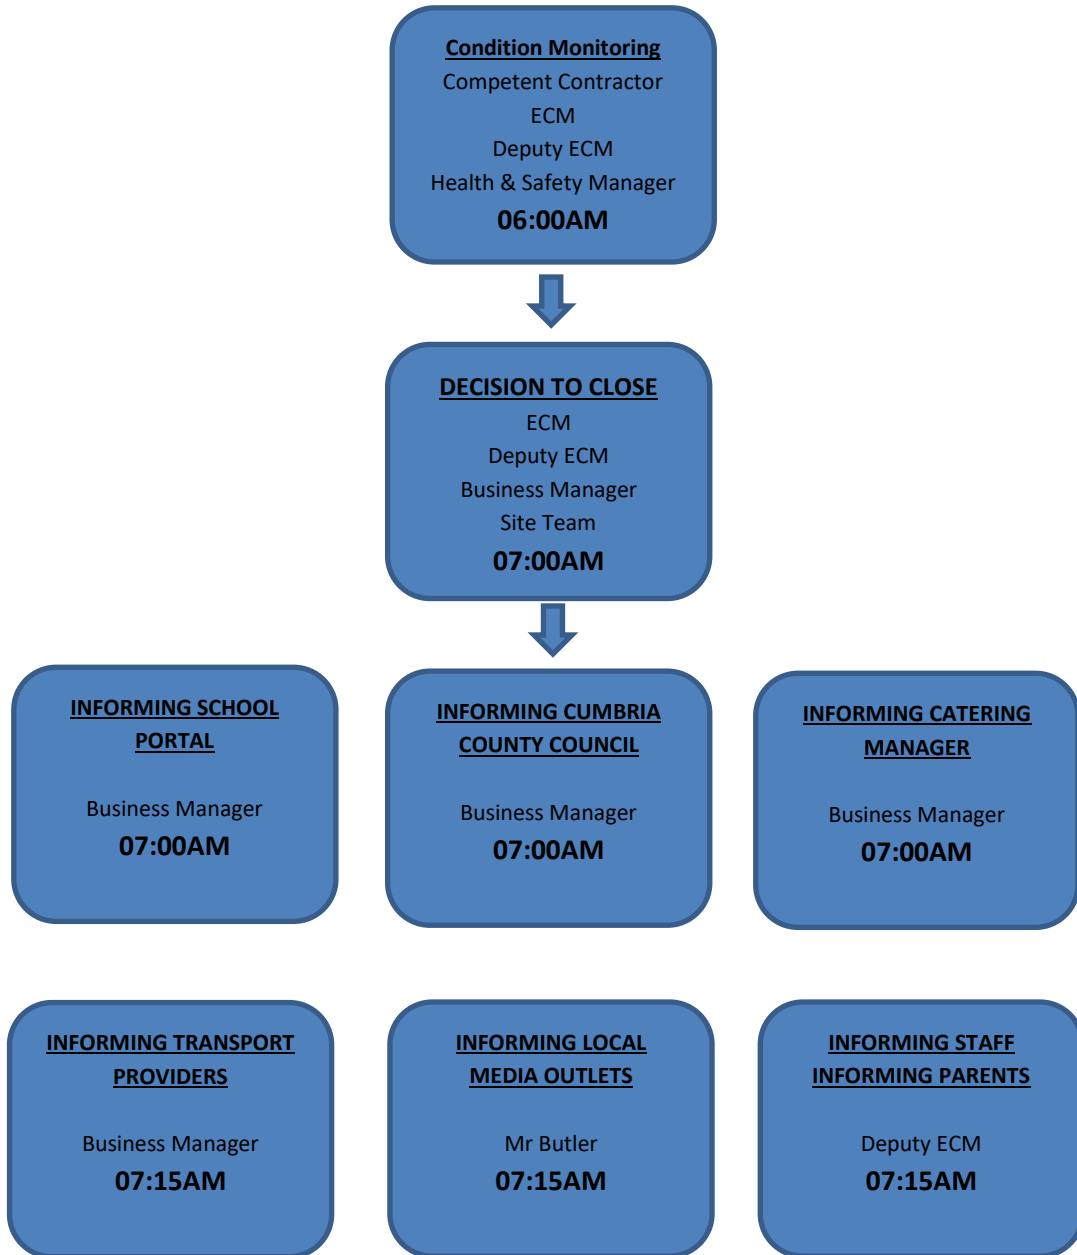 Condition Monitoring
Competent Contractor
ECM
Deputy ECM
Health & Safety Manager
06:00AM
DECISION TO CLOSE
ECM
Deputy ECM
Business Manager
Site Team
07:00AM
INFORMING SCHOOL
PORTAL
Business Manager
07:00AM
INFORMING CUMBRIA
COUNTY COUNCIL
Business Manager
07:00AM
INFORMING CATERING
MANAGER
Business Manager
07:00AM
INFORMING TRANSPORT
PROVIDERS
Business Manager
07:15AM
INFORMING LOCAL
MEDIA OUTLETS
Mr Butler
07:15AM
INFORMING STAFF
INFORMING PARENTS
Deputy ECM
07:15AM